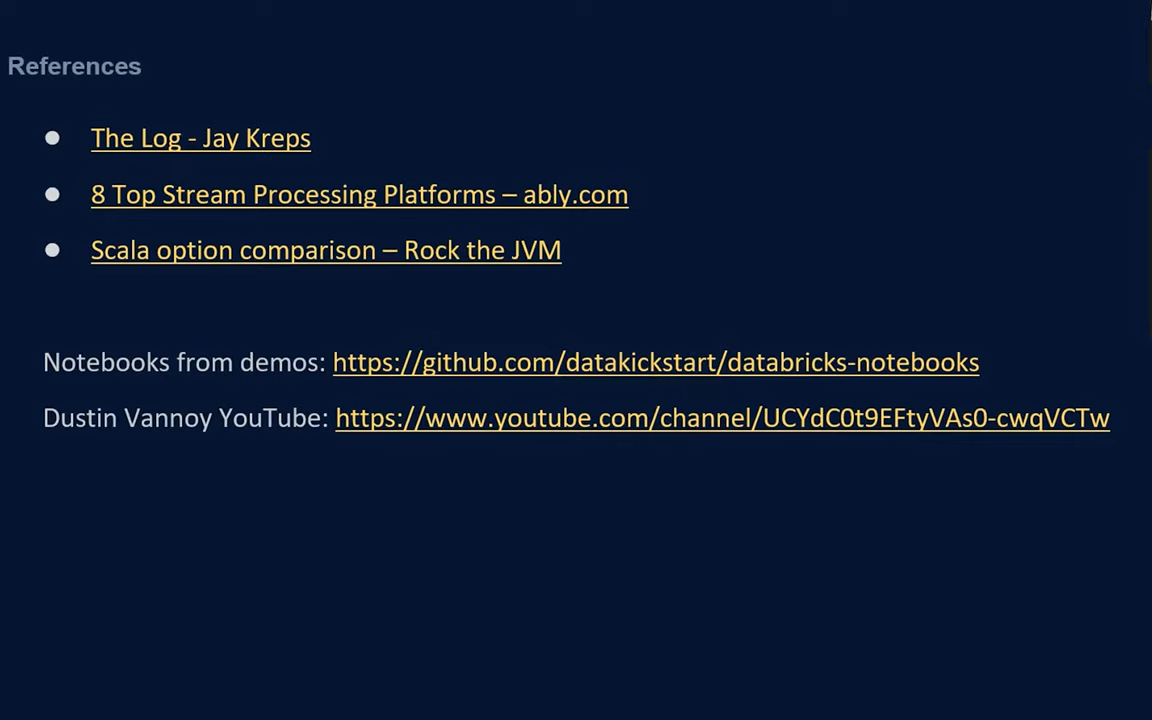 References
● The Log - Jay Kreps
● 8 Top Stream Processing Platforms – ably.com
● Scala option comparison – Rock the JVM
Notebooks from demos: https://github.com/datakickstart/databricks-notebooks
Dustin Vannoy YouTube: https://www.youtube.com/channel/UCYdC0t9EFtyVAs0-cwqVCTw